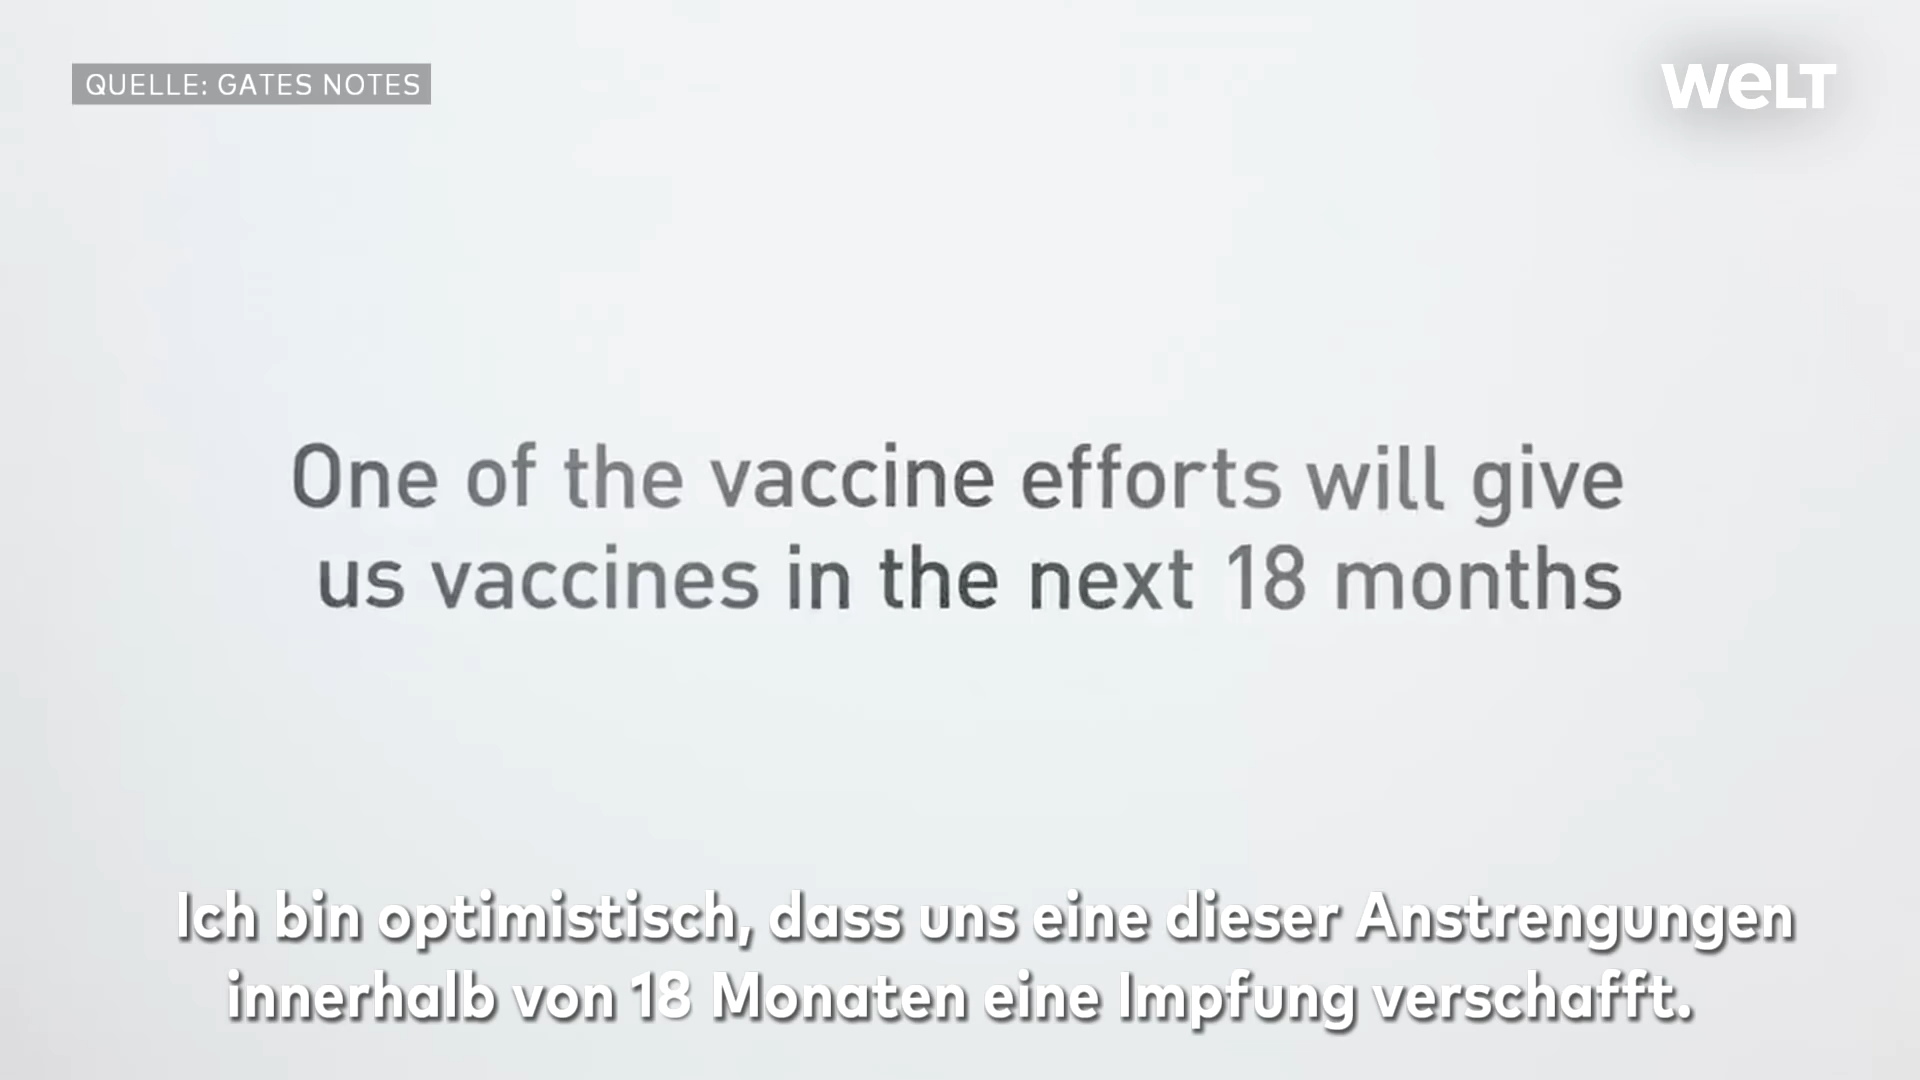 QUELLE: GATES NOTES
WELT
One of the vaccine efforts will give
us vaccines in the next 18 months
Ich bin optimistisch, dass uns eine dieser Anstrengungen
innerhalb von 18 Monaten eine Impfung verschafft.